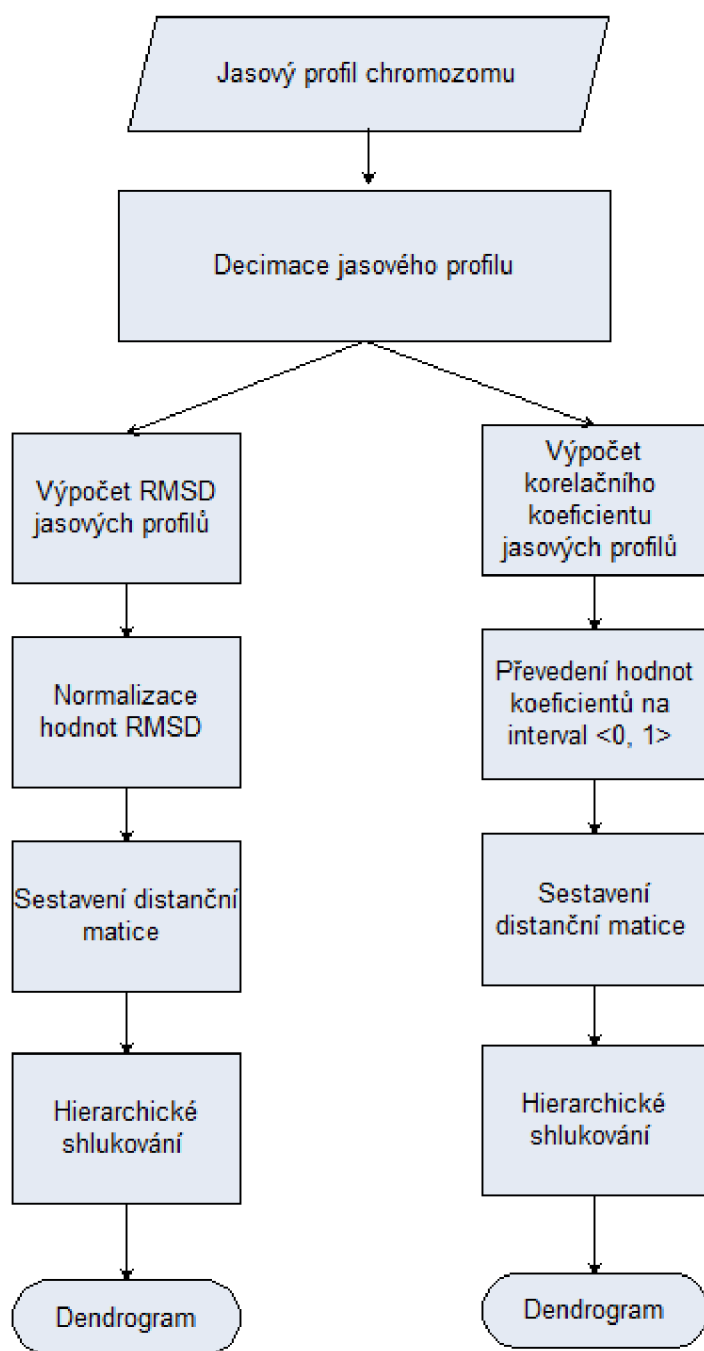 Jasový profil chromozomu
Decimace jasového profilu
Výpočet RMSD
jasových profilů
Normalizace
hodnot RMSD
Sestavení distanční
matice
Hierarchické
shlukování
Dendrogram
Výpočet
korelačního
koeficientu
jasových profilů
Převedení hodnot
koeficientů na
interval <0, 1>
Sestavení
distanční matice
Hierarchické
shlukování
Dendrogram